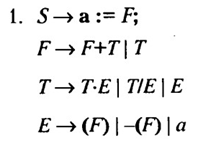 1. S → a := F;
F → F+T | T
T → T·E | T/E | E
E → (F) | –(F) | a